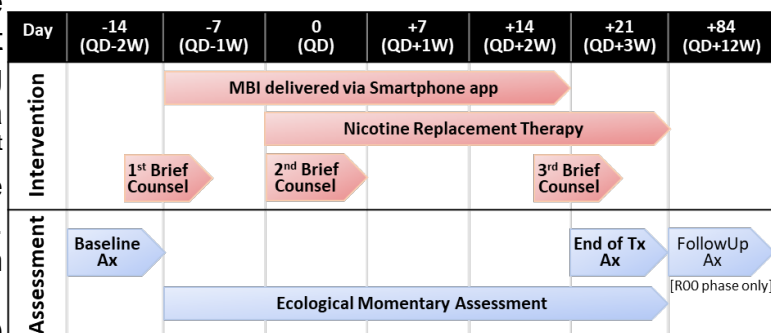 Day -14 -7 0 +7 +14 +21 +84
(QD-2W) (QD-1W) (QD) (QD+1W) (QD+2W) (QD+3W) (QD+12W)
Intervention
MBI delivered via Smartphone app
Nicotine Replacement Therapy
1st Brief Counsel
2nd Brief Counsel
3rd Brief Counsel
Assessment
Baseline Ax
End of Tx Ax
FollowUp Ax
[R00 phase only]
Ecological Momentary Assessment